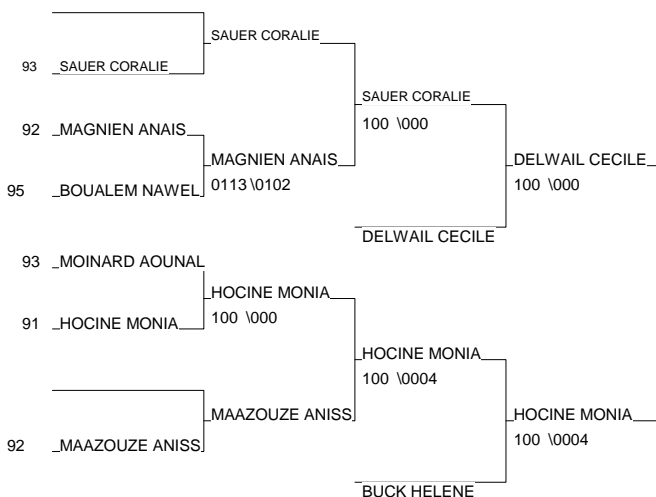 SAUER CORALIE
93 SAUER CORALIE
SAUER CORALIE
100 \000
92 MAGNIEN ANAIS
MAGNIEN ANAIS
0113\0102
DELWAIL CECILE
100 \000
95 BOUALEM NAWEL
DELWAIL CECILE
93 MOINARD AOUNAL
HOCINE MONIA
100 \000
91 HOCINE MONIA
HOCINE MONIA
100 \0004
MAAZOUZE ANISS
HOCINE MONIA
100 \0004
92 MAAZOUZE ANISS
BUCK HELENE